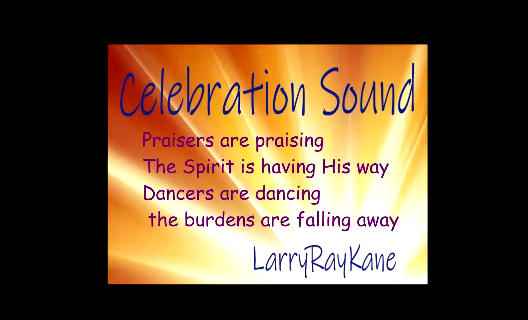 Celebration Sound
Praisers are praising
The Spirit is having His way
Dancers are dancing
the burdens are falling away
LarryRayKane